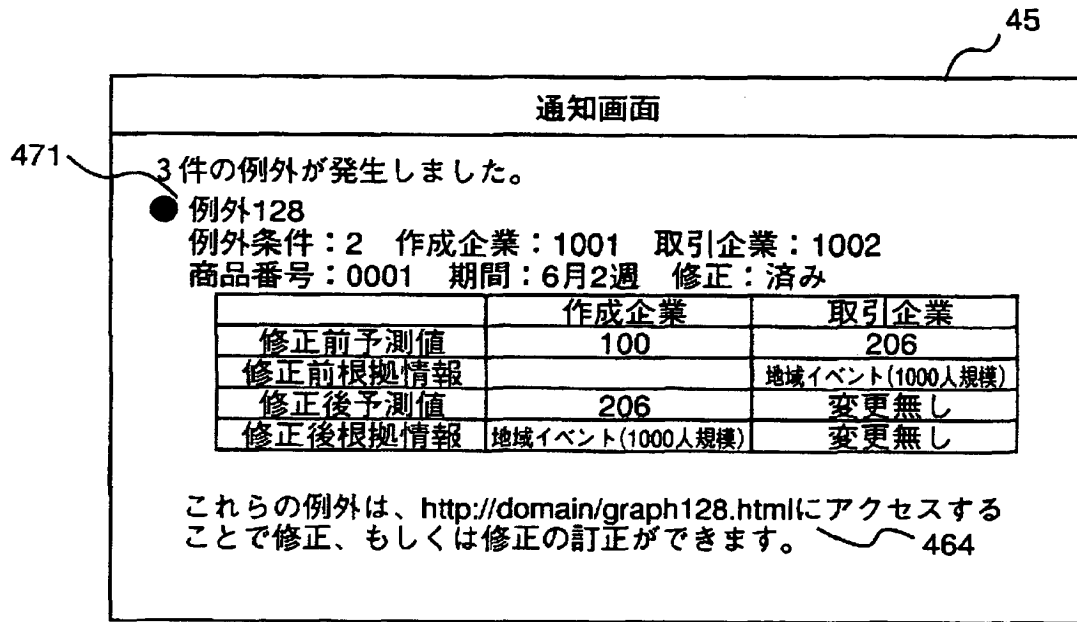 45
通知画面
471
3件の例外が発生しました。
● 例外128
例外条件：2 作成企業：1001 取引企業：1002
商品番号：0001 期間：6月2週 修正：済み
作成企業 取引企業
修正前予測値 100 206
修正前根拠情報 地域イベント(1000人規模)
修正後予測値 206 変更無し
修正後根拠情報 地域イベント(1000人規模) 変更無し
これらの例外は、http://domain/graph128.htmlにアクセスする
ことで修正、もしくは修正の訂正ができます。 464